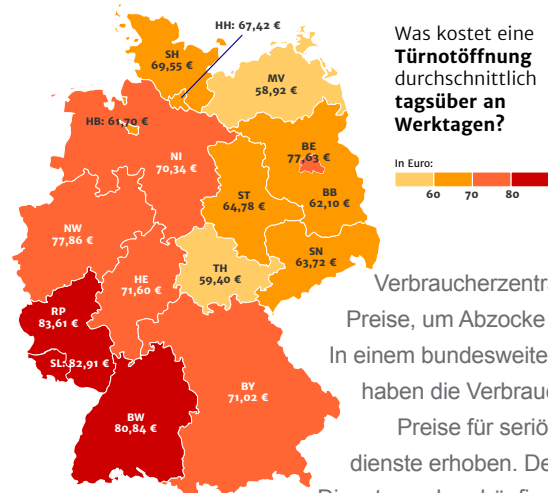 HH: 67,42 €
SH
69,55 €
MV
58,92 €
HB: 61,70 €
NI
70,34 €
BE
77,63 €
BB
62,10 €
ST
64,78 €
NW
77,86 €
SN
63,72 €
TH
59,40 €
HE
71,60 €
RP
83,61 €
SL: 82,91 €
BY
71,02 €
BW
80,84 €
Was kostet eine
Türnotöffnung
durchschnittlich
tagsüber an
Werktagen?
In Euro:
60 70 80
Verbraucherzentra
Preise, um Abzocke
In einem bundesweite
haben die Verbrauc
Preise für seriö
dienste erhoben. De